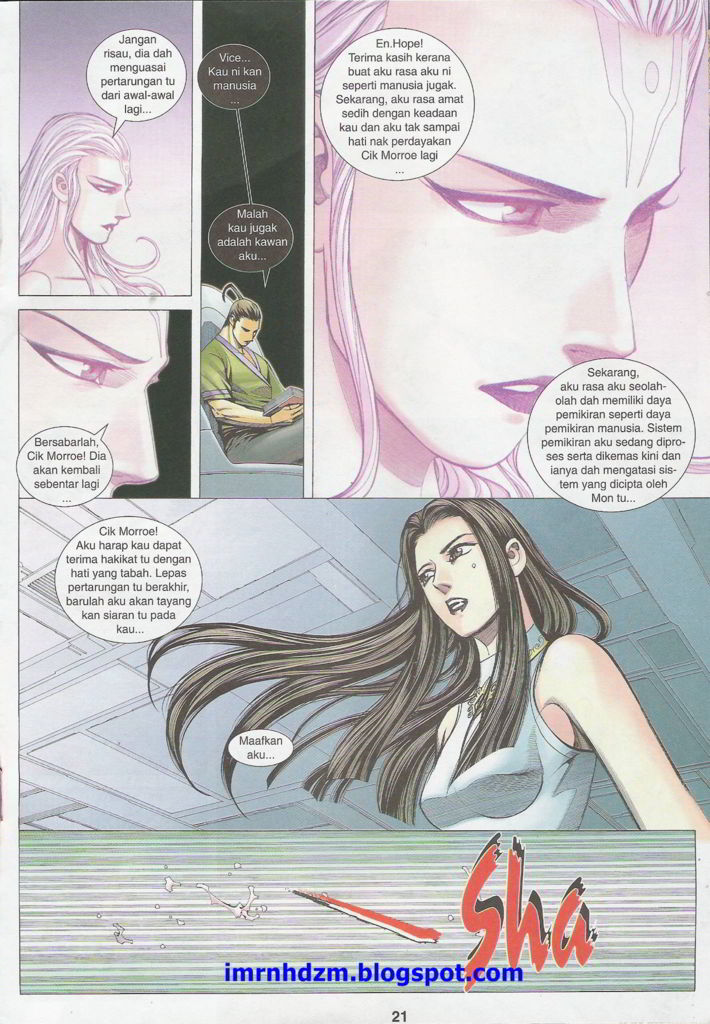 Jangan
risau, dia dah
menguasai
pertarungan tu
dari awal-awal
lagi...
Vice...
Kau ni kan
manusia
...
Malah
kau jugak
adalah kawan
aku...
En.Hope!
Terima kasih kerana
buat aku rasa aku ni
seperti manusia jugak.
Sekarang, aku rasa amat
sedih dengan keadaan
kau dan aku tak sampai
hati nak perdayakan
Cik Morroe lagi
...
Bersabarlah,
Cik Morroe! Dia
akan kembali
sebentar lagi
...
Sekarang,
aku rasa aku seolah-
olah dah memiliki daya
pemikiran seperti daya
pemikiran manusia. Sistem
pemikiran aku sedang dipro-
ses serta dikemas kini dan
ianya dah mengatasi sis-
tem yang dicipta oleh
Mon tu...
Cik Morroe!
Aku harap kau dapat
terima hakikat tu dengan
hati yang tabah. Lepas
pertarungan tu berakhir,
barulah aku akan tayang
kan siaran tu pada
kau...
Maafkan
aku...
Sha
imrnhdzm.blogspot.com
21